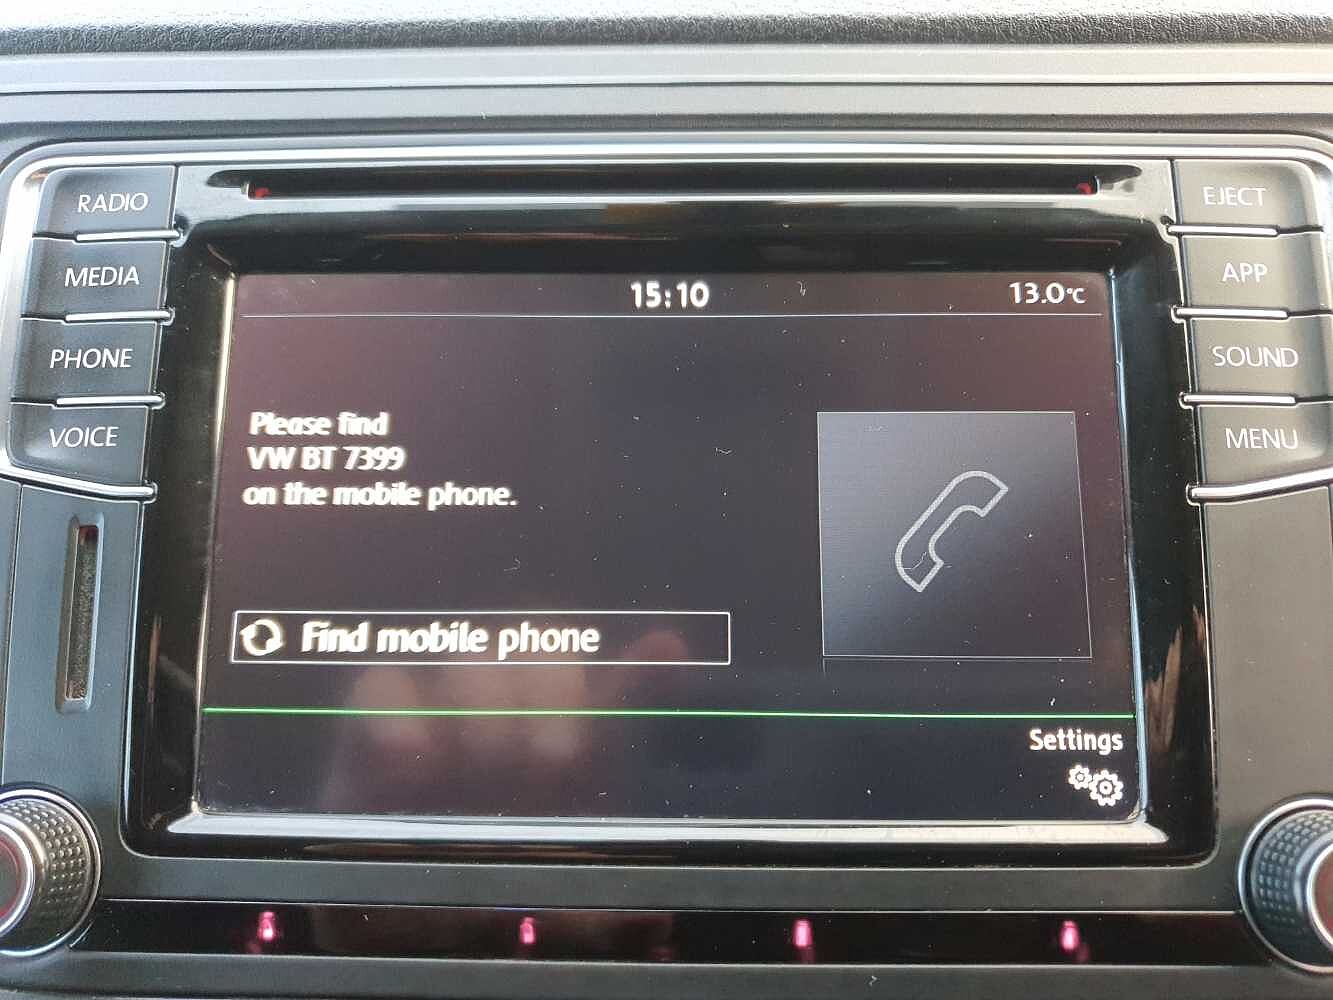 RADIO
MEDIA
PHONE
VOICE
EJECT
APP
SOUND
MENU
15:10
13.0°C
Please find
VW BT 7399
on the mobile phone.
Find mobile phone
Settings